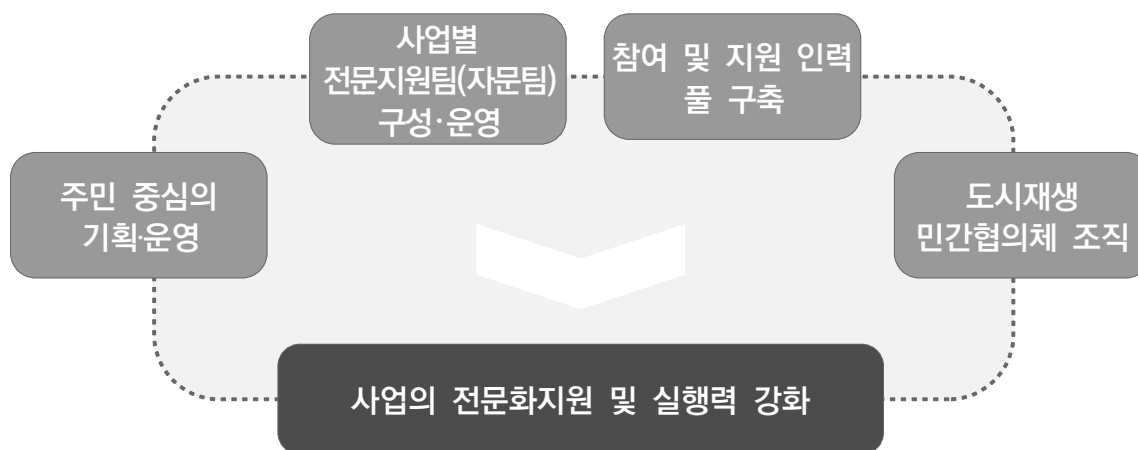 사업별
전문지원팀(자문팀)
구성·운영
참여 및 지원 인력
풀 구축
주민 중심의
기획·운영
도시재생
민간협의체 조직
사업의 전문화지원 및 실행력 강화